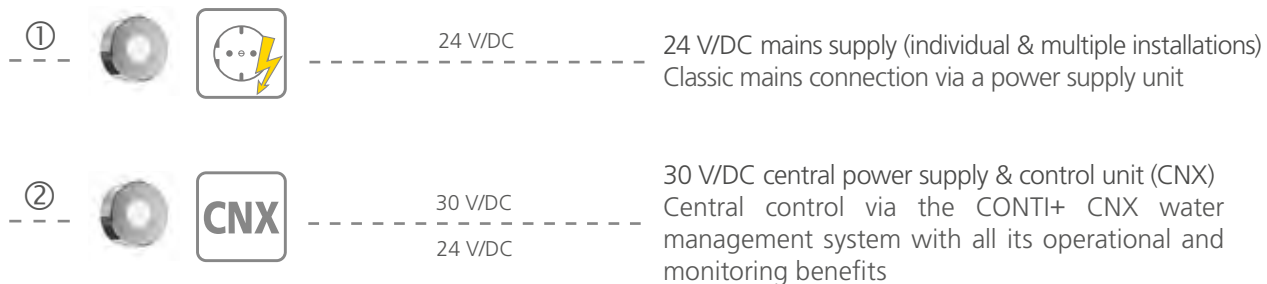 ①
24 V/DC
24 V/DC mains supply (individual & multiple installations)
Classic mains connection via a power supply unit
②
CNX
30 V/DC
24 V/DC
30 V/DC central power supply & control unit (CNX)
Central control via the CONTI+ CNX water
management system with all its operational and
monitoring benefits